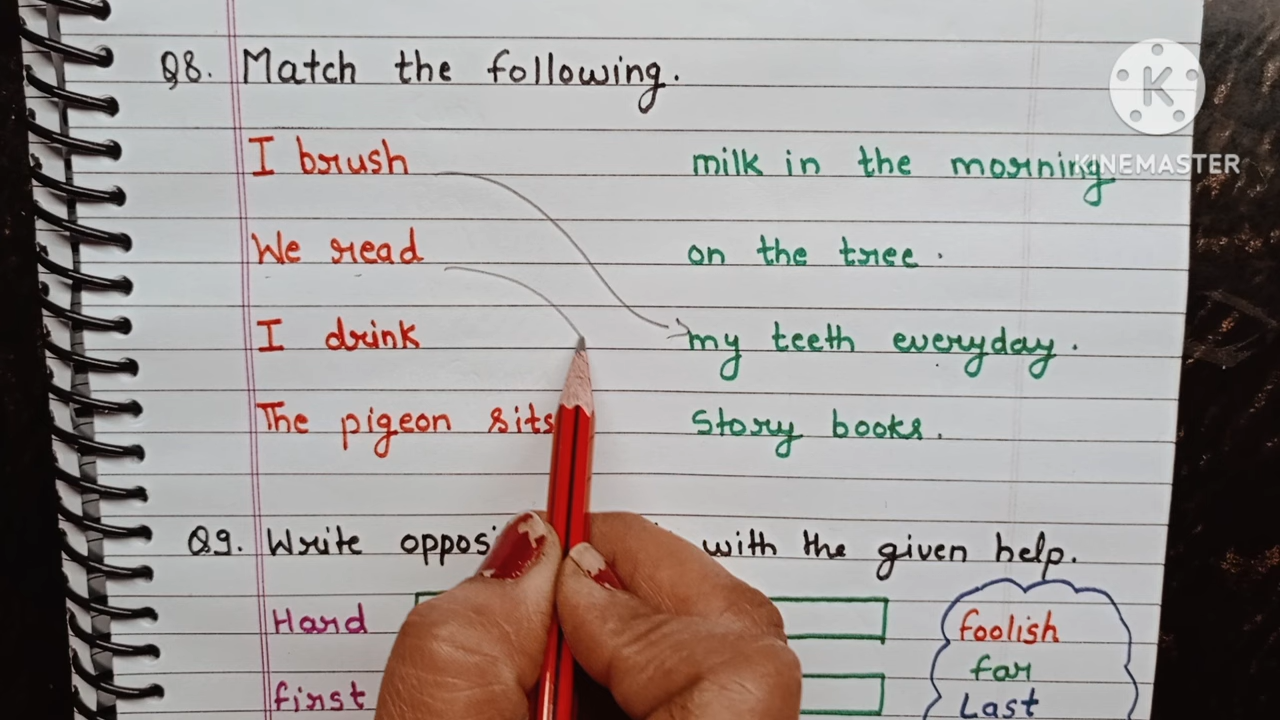 Q8. Match the following.
I brush milk in the morning
We read on the tree.
I drink my teeth everyday.
The pigeon sits Story books.
Q9. Write opposi with the given help.
Hard
first
foolish
far
Last
K
KINEMASTER